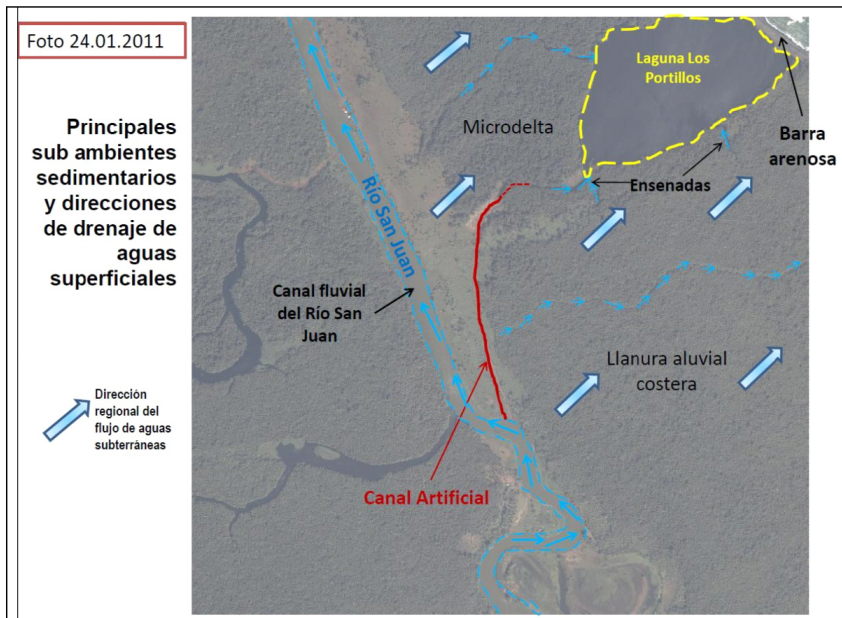 Foto 24.01.2011
Principales
sub ambientes
sedimentarios
y direcciones
de drenaje de
aguas
superficiales
Dirección
regional del
flujo de aguas
subterráneas
Laguna Los
Portillos
Barra
arenosa
Microdelta
Ensenadas
Río San Juan
Canal fluvial
del Río San
Juan
Llanura aluvial
costera
Canal Artificial